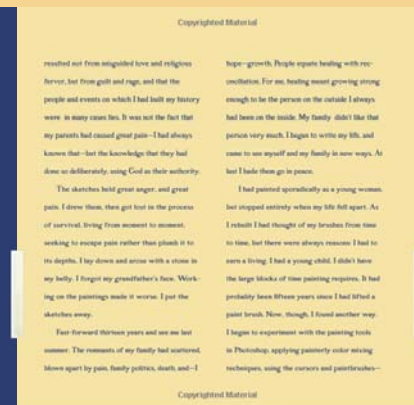 Copyrighted Material
resulted not from misguided love and religious
fervor, but from guilt and rage, and that the
people and events on which I had built my history
were in many cases lies. It was not the fact that
my parents had caused great pain—I had always
known that—but the knowledge that they had
done so deliberately, using God as their authority.
The sketches held great anger, and great
pain. I drew them, then got lost in the process
of survival, living from moment to moment,
seeking to escape pain rather than plumb it to
its depths. I lay down and arose with a stone in
my belly. I forgot my grandfather's face. Work-
ing on the paintings made it worse. I put the
sketches away.
Fast-forward thirteen years and see me last
summer. The remnants of my family had scattered,
blown apart by pain, family politics, death, and—I
hope—growth. People equate healing with rec-
onciliation. For me, healing meant growing strong
enough to be the person on the outside I always
had been on the inside. My family didn't like that
person very much. I began to write my life, and
came to see myself and my family in new ways. At
last I bade them go in peace.
I had painted sporadically as a young woman,
but stopped entirely when my life fell apart. As
I rebuilt I had thought of my brushes from time
to time, but there were always reasons: I had to
earn a living. I had a young child. I didn't have
the large blocks of time painting requires. It had
probably been fifteen years since I had lifted a
paint brush. Now, though, I found another way.
I began to experiment with the painting tools
in Photoshop, applying painterly color mixing
techniques, using the cursors and paintbrushes—
Copyrighted Material